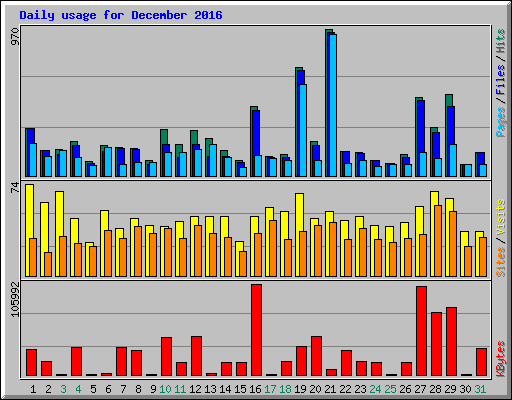 Daily usage for December 2016
970
Pages / Files / Hits
74
Sites / Visits
105992
KBytes
1 2 3 4 5 6 7 8 9 10 11 12 13 14 15 16 17 18 19 20 21 22 23 24 25 26 27 28 29 30 31